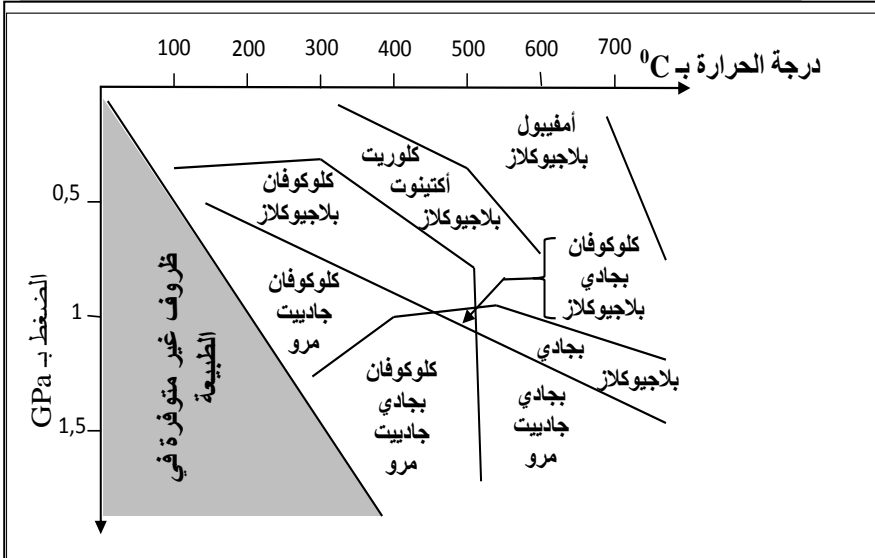 100 200 300 400 500 600 700
درجة الحرارة بـ ⁰C
أمفيبول
بلاجيوكلاز
كلوريت
أكتينوت
بلاجيوكلاز
كلوكوفان
بلاجيوكلاز
0,5
كلوكوفان
بجادي
بلاجيوكلاز
كلوكوفان
جادييت
مرو
1
بجادي
بلاجيوكلاز
كلوكوفان
بجادي
جادييت
مرو
بجادي
جادييت
مرو
1,5
الضغط بـ GPa
ظروف غير متوفرة في
الطبيعة